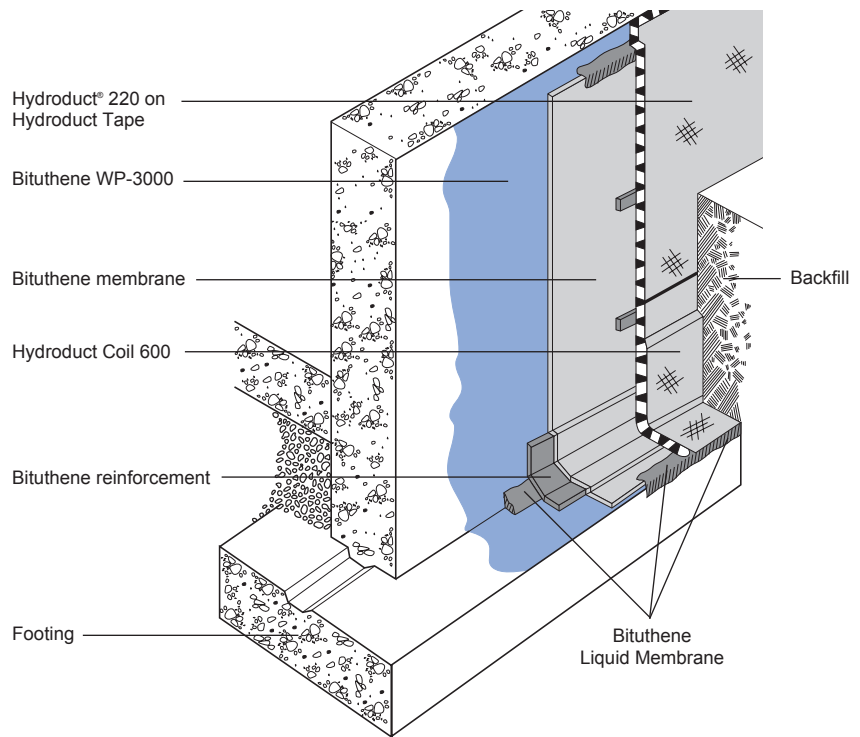 Hydroduct® 220 on
Hydroduct Tape
Bituthene WP-3000
Bituthene membrane
Backfill
Hydroduct Coil 600
Bituthene reinforcement
Footing
Bituthene
Liquid Membrane